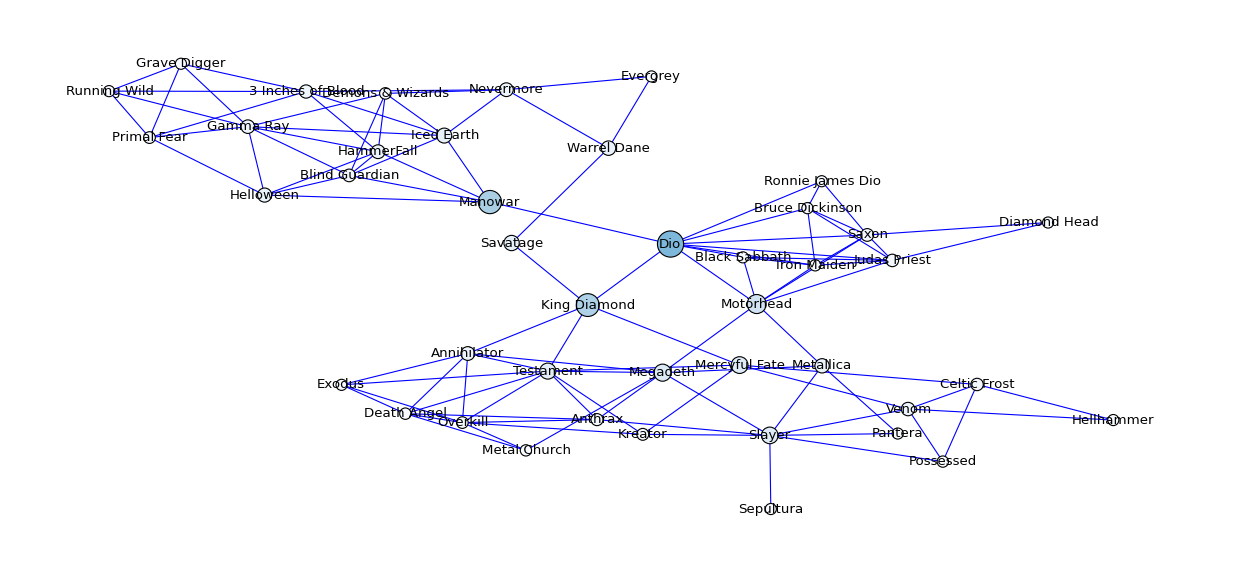 Grave Digger
Evergrey
Running Wild
3 Inches of Blood
Demons & Wizards
Nevermore
Gamma Ray
Primal Fear
Iced Earth
HammerFall
Warrel Dane
Blind Guardian
Ronnie James Dio
Helloween
Manowar
Bruce Dickinson
Diamond Head
Saxon
Savatage
Dio
Black Sabbath
Iron Maiden
Judas Priest
King Diamond
Motorhead
Annihilator
Mercyful Fate
Metallica
Testament
Megadeth
Exodus
Celtic Frost
Death Angel
Venom
Overkill
Anthrax
Hellhammer
Kreator
Slayer
Pantera
Metal Church
Possessed
Sepultura